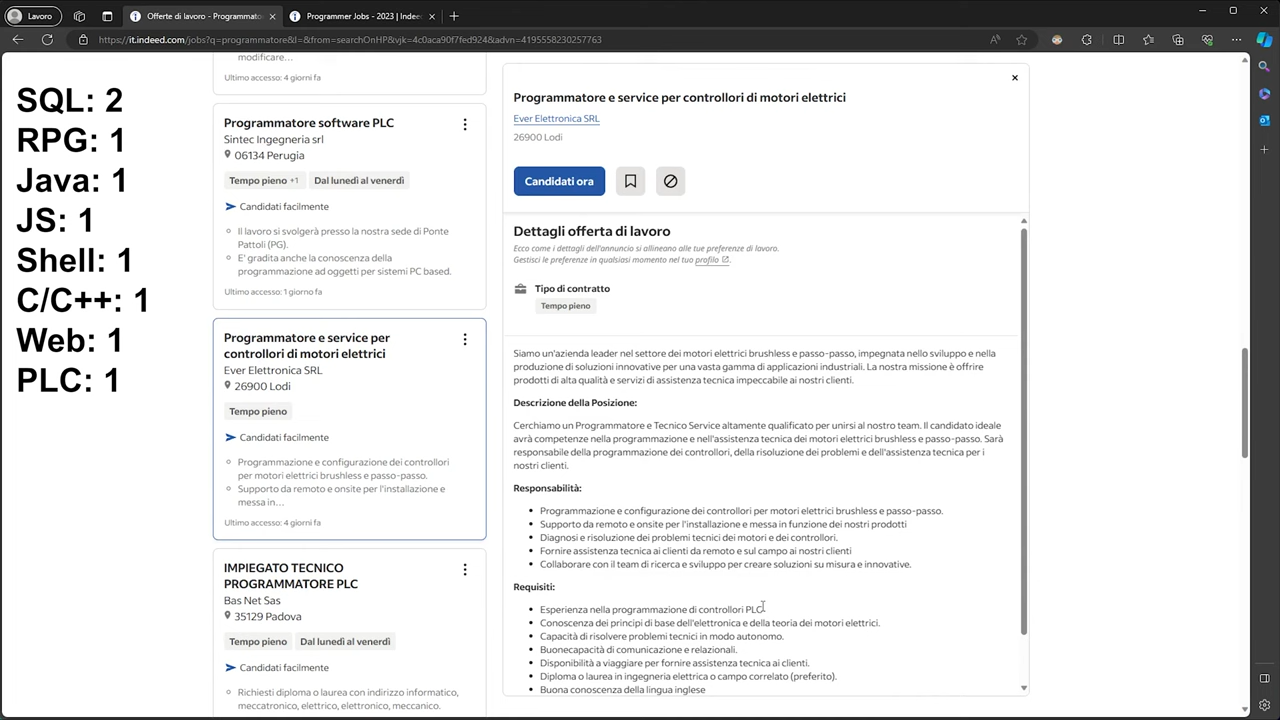 Lavoro
Offerte di lavoro - Programmato
Programmer Jobs - 2023 | Indee
https://it.indeed.com/jobs?q=programmatore&l=&from=searchOnHP&vjk=4c0aca90f7fed924&advn=4195558230257763
SQL: 2
RPG: 1
Java: 1
JS: 1
Shell: 1
C/C++: 1
Web: 1
PLC: 1
modificare...
Ultimo accesso: 4 giorni fa
Programmatore software PLC
Sintec Ingegneria srl
06134 Perugia
Tempo pieno +1
Dal lunedì al venerdì
Candidati facilmente
Il lavoro si svolgerà presso la nostra sede di Ponte
Pattoli (PG).
E' gradita anche la conoscenza della
programmazione ad oggetti per sistemi PC based.
Ultimo accesso: 1 giorno fa
Programmatore e service per
controllori di motori elettrici
Ever Elettronica SRL
26900 Lodi
Tempo pieno
Candidati facilmente
Programmazione e configurazione dei controllori
per motori elettrici brushless e passo-passo.
Supporto da remoto e onsite per l'installazione e
messa in…
Ultimo accesso: 4 giorni fa
IMPIEGATO TECNICO
PROGRAMMATORE PLC
Bas Net Sas
35129 Padova
Tempo pieno
Dal lunedì al venerdì
Candidati facilmente
Richiesti diploma o laurea con indirizzo informatico,
meccatronico, elettrico, elettronico, meccanico.
Programmatore e service per controllori di motori elettrici
Ever Elettronica SRL
26900 Lodi
Candidati ora
Dettagli offerta di lavoro
Ecco come i dettagli dell'annuncio si allineano alle tue preferenze di lavoro.
Gestisci le preferenze in qualsiasi momento nel tuo profilo.
Tipo di contratto
Tempo pieno
Siamo un'azienda leader nel settore dei motori elettrici brushless e passo-passo, impegnata nello sviluppo e nella
produzione di soluzioni innovative per una vasta gamma di applicazioni industriali. La nostra missione è offrire
prodotti di alta qualità e servizi di assistenza tecnica impeccabile ai nostri clienti.
Descrizione della Posizione:
Cerchiamo un Programmatore e Tecnico Service altamente qualificato per unirsi al nostro team. Il candidato ideale
avrà competenze nella programmazione e nell'assistenza tecnica dei motori elettrici brushless e passo-passo. Sarà
responsabile della programmazione dei controllori, della risoluzione dei problemi e dell'assistenza tecnica per i
nostri clienti.
Responsabilità:
Programmazione e configurazione dei controllori per motori elettrici brushless e passo-passo.
Supporto da remoto e onsite per l'installazione e messa in funzione dei nostri prodotti
Diagnosi e risoluzione dei problemi tecnici dei motori e dei controllori.
Fornire assistenza tecnica ai clienti da remoto e sul campo ai nostri clienti
Collaborare con il team di ricerca e sviluppo per creare soluzioni su misura e innovative.
Requisiti:
Esperienza nella programmazione di controllori PLC
Conoscenza dei principi di base dell'elettronica e della teoria dei motori elettrici.
Capacità di risolvere problemi tecnici in modo autonomo.
Buonecapacità di comunicazione e relazionali.
Disponibilità a viaggiare per fornire assistenza tecnica ai clienti.
Diploma o laurea in ingegneria elettrica o campo correlato (preferito).
Buona conoscenza della lingua inglese